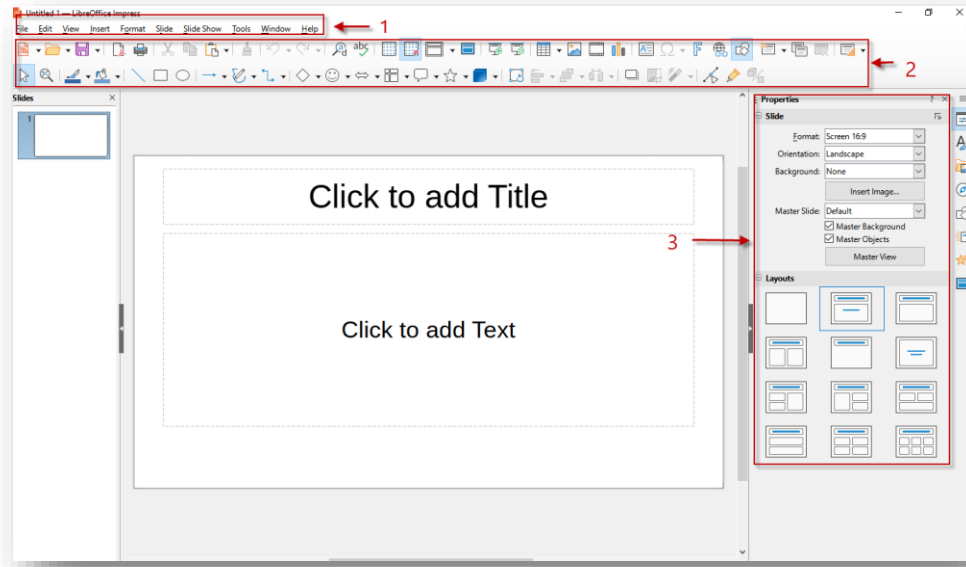 Untitled 1 — LibreOffice Impress
File Edit View Insert Format Slide Slide Show Tools Window Help
1
2
Slides
1
Properties
Slide
Format: Screen 16:9
Orientation: Landscape
Background: None
Insert Image...
Master Slide: Default
Master Background
Master Objects
Master View
3
Layouts
Click to add Title
Click to add Text